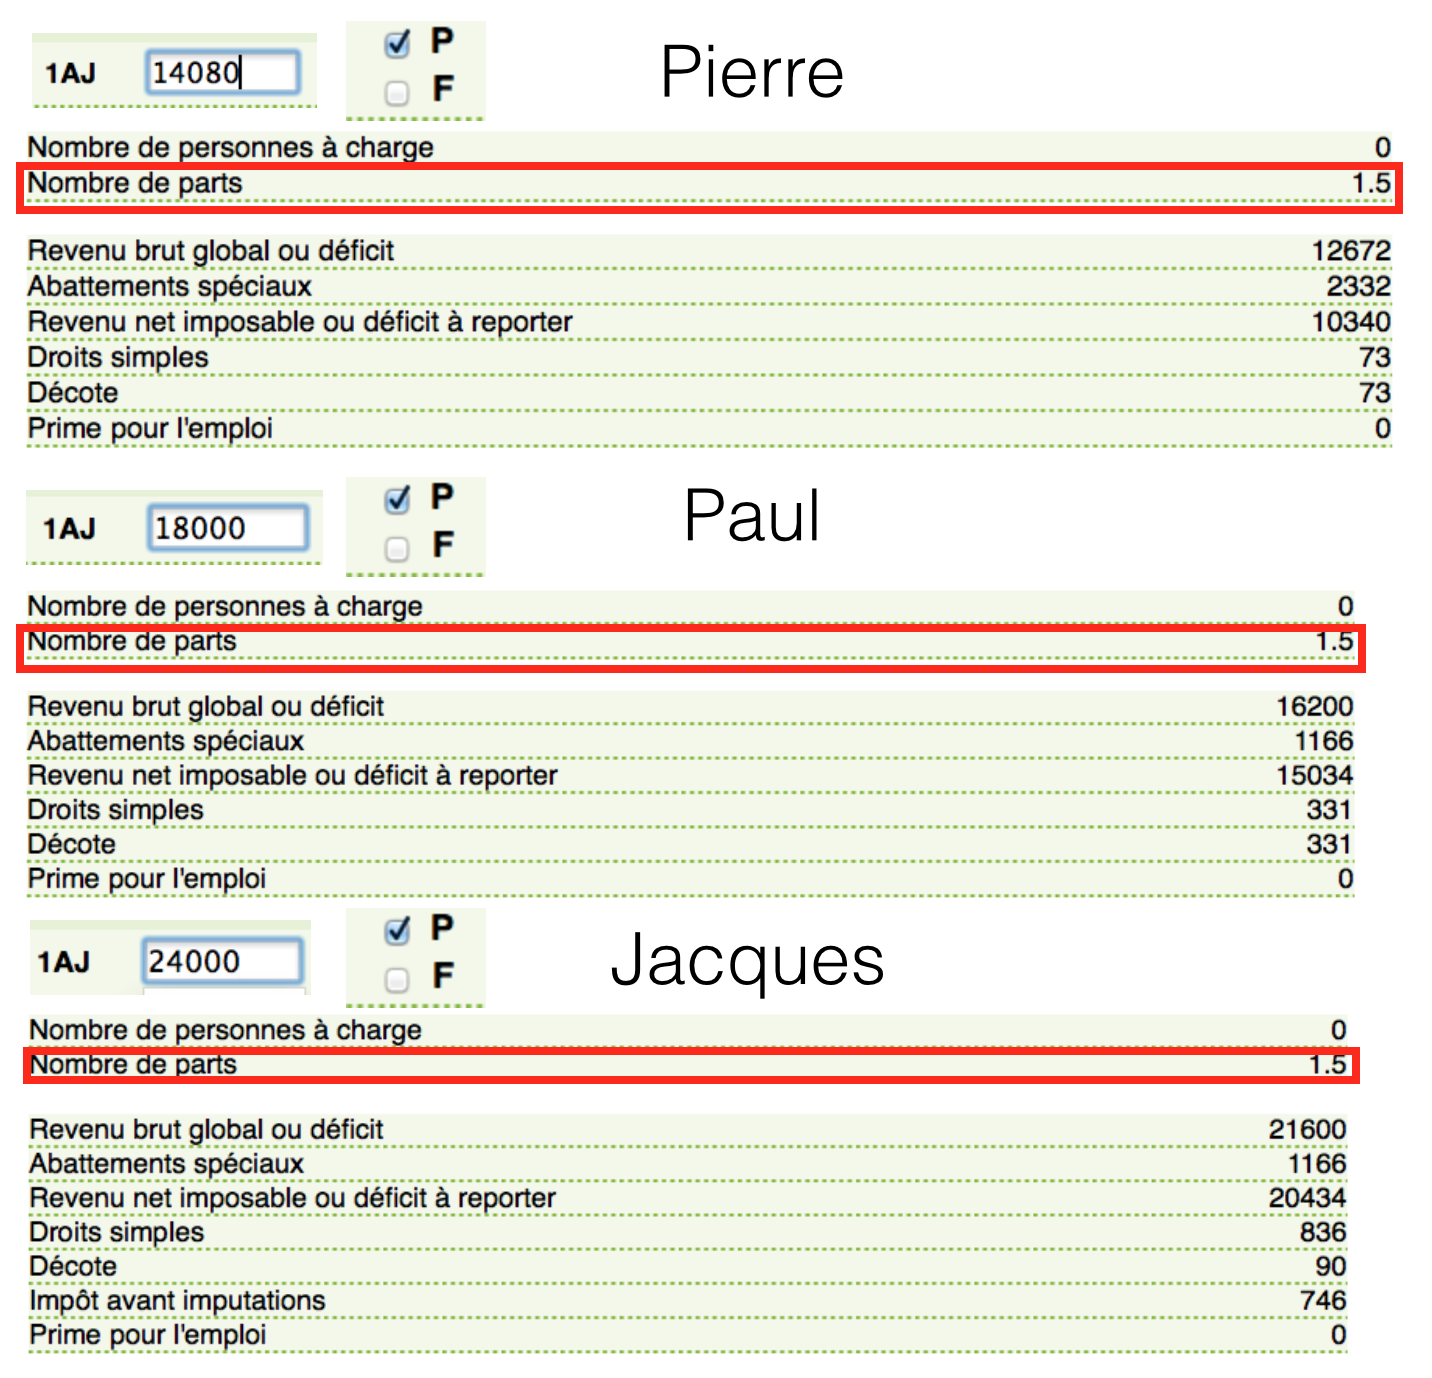 1AJ 14080 P Pierre
F
Nombre de personnes à charge 0
Nombre de parts 1.5
Revenu brut global ou déficit 12672
Abattements spéciaux 2332
Revenu net imposable ou déficit à reporter 10340
Droits simples 73
Décote 73
Prime pour l'emploi 0
1AJ 18000 P Paul
F
Nombre de personnes à charge 0
Nombre de parts 1.5
Revenu brut global ou déficit 16200
Abattements spéciaux 1166
Revenu net imposable ou déficit à reporter 15034
Droits simples 331
Décote 331
Prime pour l'emploi 0
1AJ 24000 P Jacques
F
Nombre de personnes à charge 0
Nombre de parts 1.5
Revenu brut global ou déficit 21600
Abattements spéciaux 1166
Revenu net imposable ou déficit à reporter 20434
Droits simples 836
Décote 90
Impôt avant imputations 746
Prime pour l'emploi 0